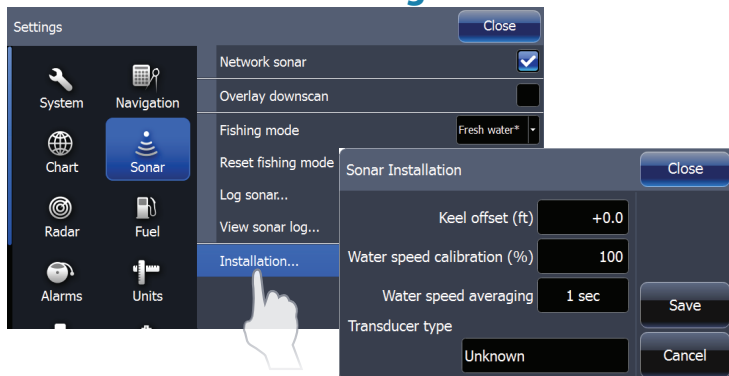 Settings
Close
System
Navigation
Chart
Sonar
Radar
Fuel
Alarms
Units
Network sonar
Overlay downscan
Fishing mode
Fresh water*
Reset fishing mode
Log sonar...
View sonar log...
Installation...
Sonar Installation
Close
Keel offset (ft)
+0.0
Water speed calibration (%)
100
Water speed averaging
1 sec
Transducer type
Unknown
Save
Cancel